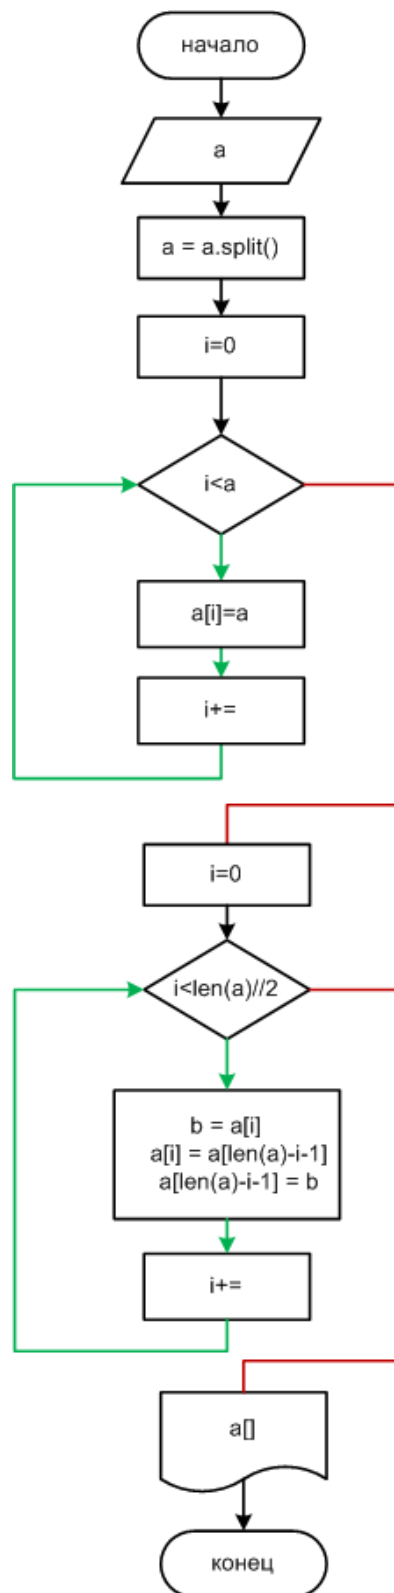 начало
a
a = a.split()
i=0
i<a
a[i]=a
i+=
i=0
i<len(a)//2
b = a[i]
a[i] = a[len(a)-i-1]
a[len(a)-i-1] = b
i+=
a[]
конец